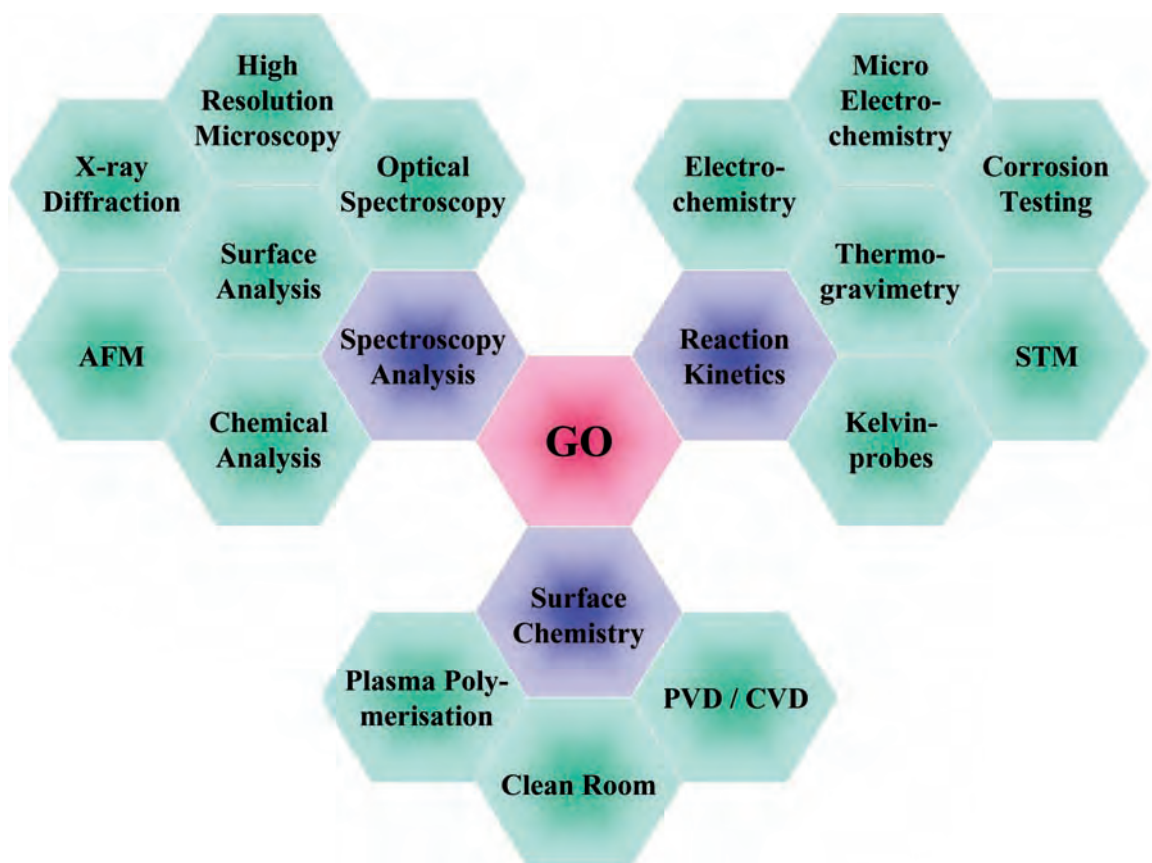 High
Resolution
Microscopy
X-ray
Diffraction
Optical
Spectroscopy
Surface
Analysis
AFM
Spectroscopy
Analysis
Chemical
Analysis
Micro
Electro-
chemistry
Electro-
chemistry
Corrosion
Testing
Thermo-
gravimetry
Reaction
Kinetics
STM
Kelvin-
probes
GO
Surface
Chemistry
Plasma Poly-
merisation
PVD / CVD
Clean Room